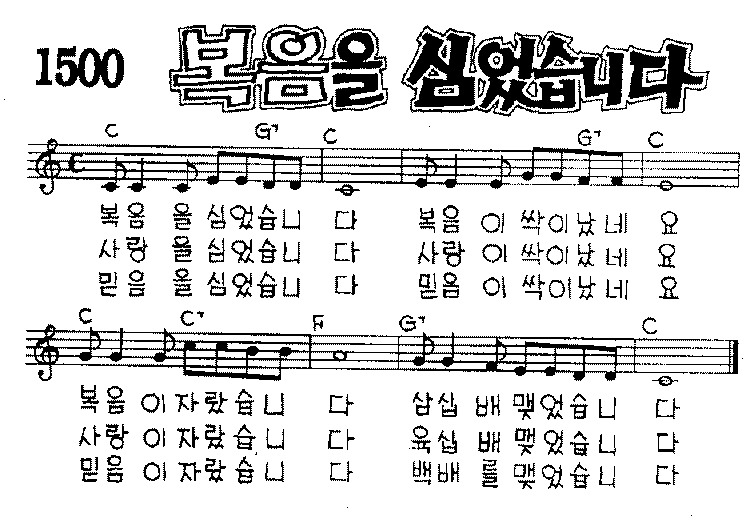 1500 복음을 심었습니다
C G7 C G7 C
복음 을심었습니 다 복음 이 싹이났네 요
사랑 을심었습니 다 사랑 이 싹이났네 요
믿음 을심었습니 다 믿음 이 싹이났네 요
C C7 F G7 C
복음 이자랐습니 다 삼십 배 맺었습니 다
사랑 이자랐습니 다 육십 배 맺었습니 다
믿음 이자랐습니 다 백배 를 맺었습니 다